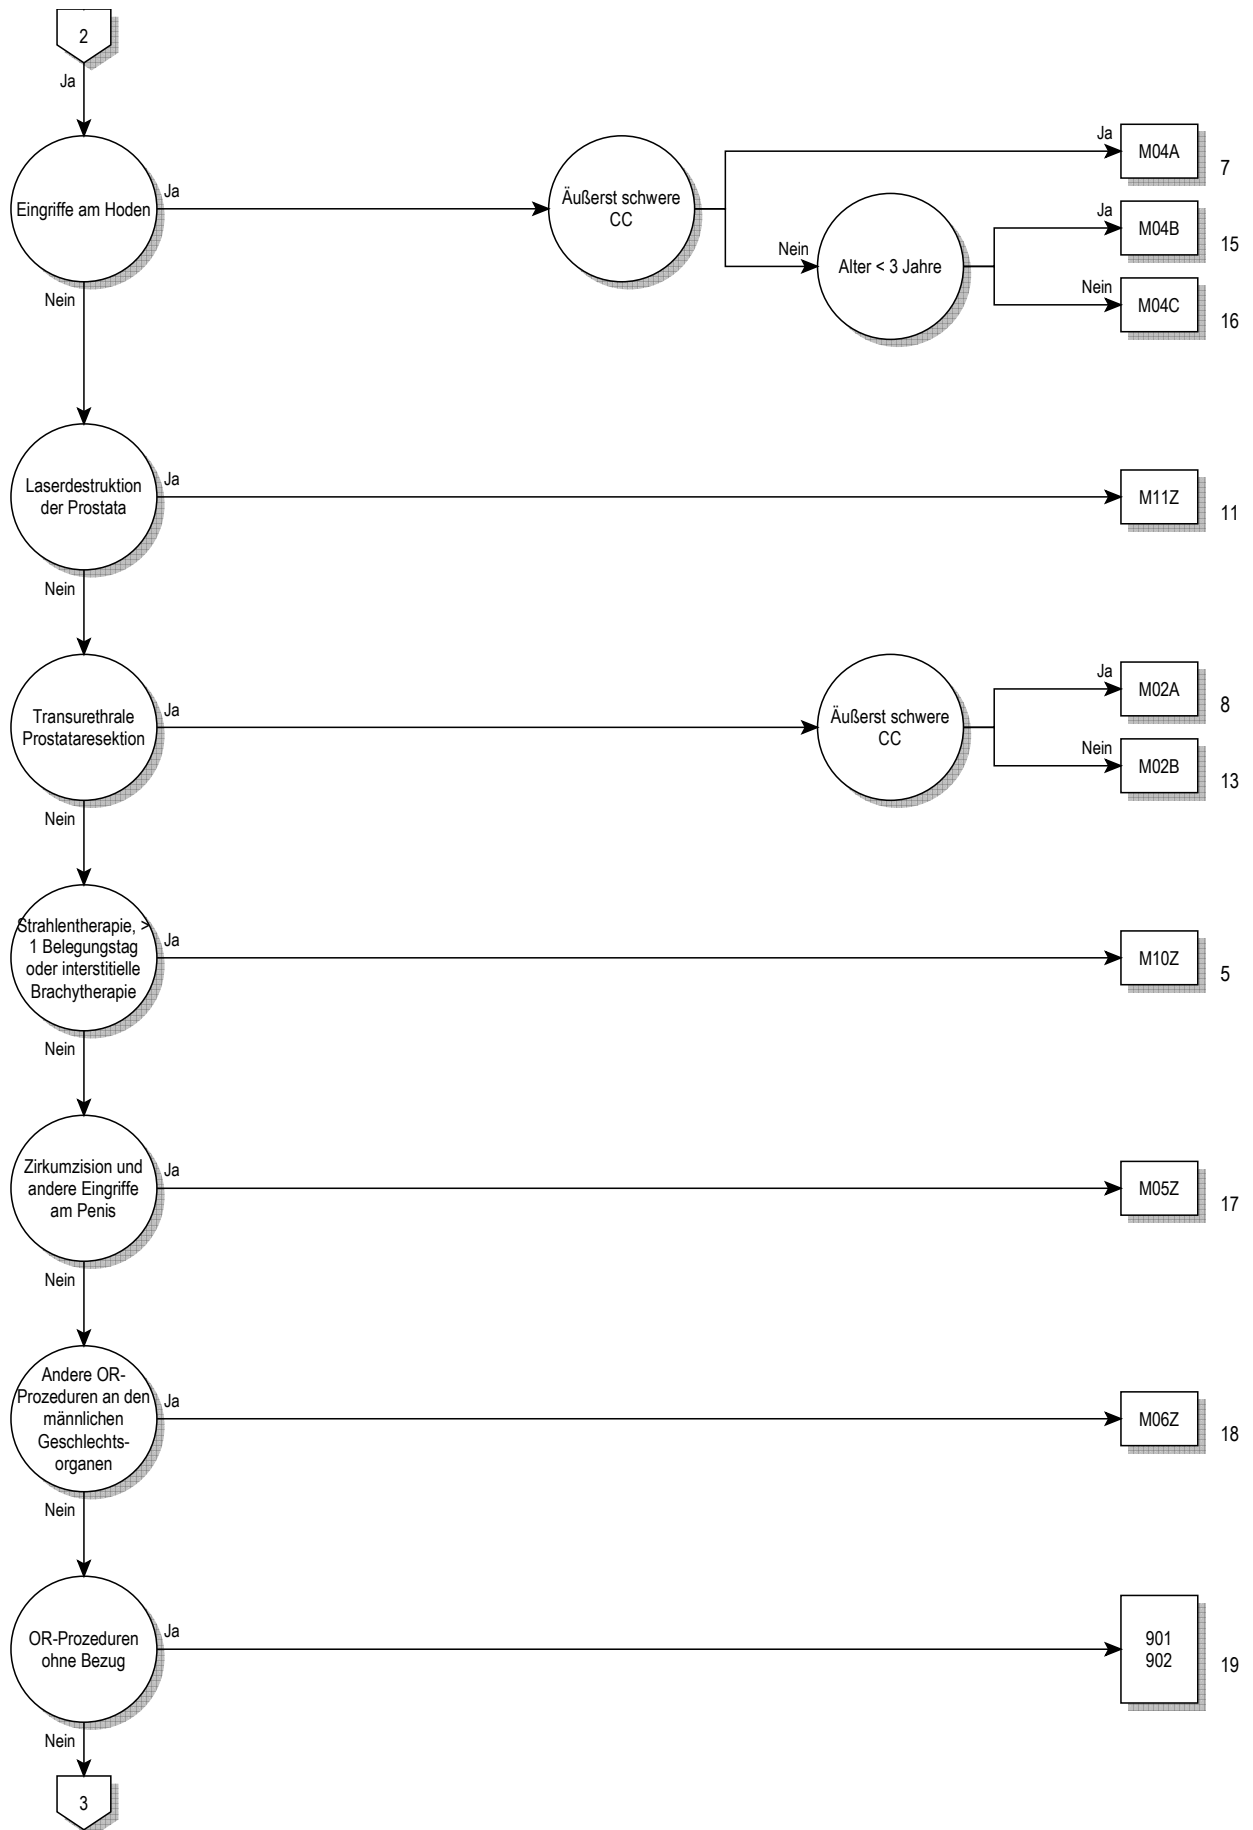 2
Ja
Eingriffe am Hoden
Ja
Äußerst schwere
CC
Ja
M04A
7
Nein
Alter < 3 Jahre
Ja
M04B
15
Nein
M04C
16
Nein
Laserdestruktion
der Prostata
Ja
M11Z
11
Nein
Transurethrale
Prostataresektion
Ja
Äußerst schwere
CC
Ja
M02A
8
Nein
M02B
13
Nein
Strahlentherapie, >
1 Belegungstag
oder interstitielle
Brachytherapie
Ja
M10Z
5
Nein
Zirkumzision und
andere Eingriffe
am Penis
Ja
M05Z
17
Nein
Andere OR-
Prozeduren an den
männlichen
Geschlechts-
organen
Ja
M06Z
18
Nein
OR-Prozeduren
ohne Bezug
Ja
901
902
19
Nein
3